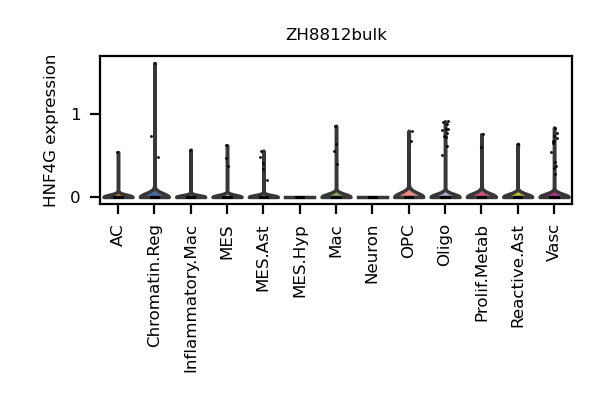 ZH8812bulk
HNF4G expression
1
0
AC
Chromatin.Reg
Inflammatory.Mac
MES
MES.Ast
MES.Hyp
Mac
Neuron
OPC
Oligo
Prolif.Metab
Reactive.Ast
Vasc